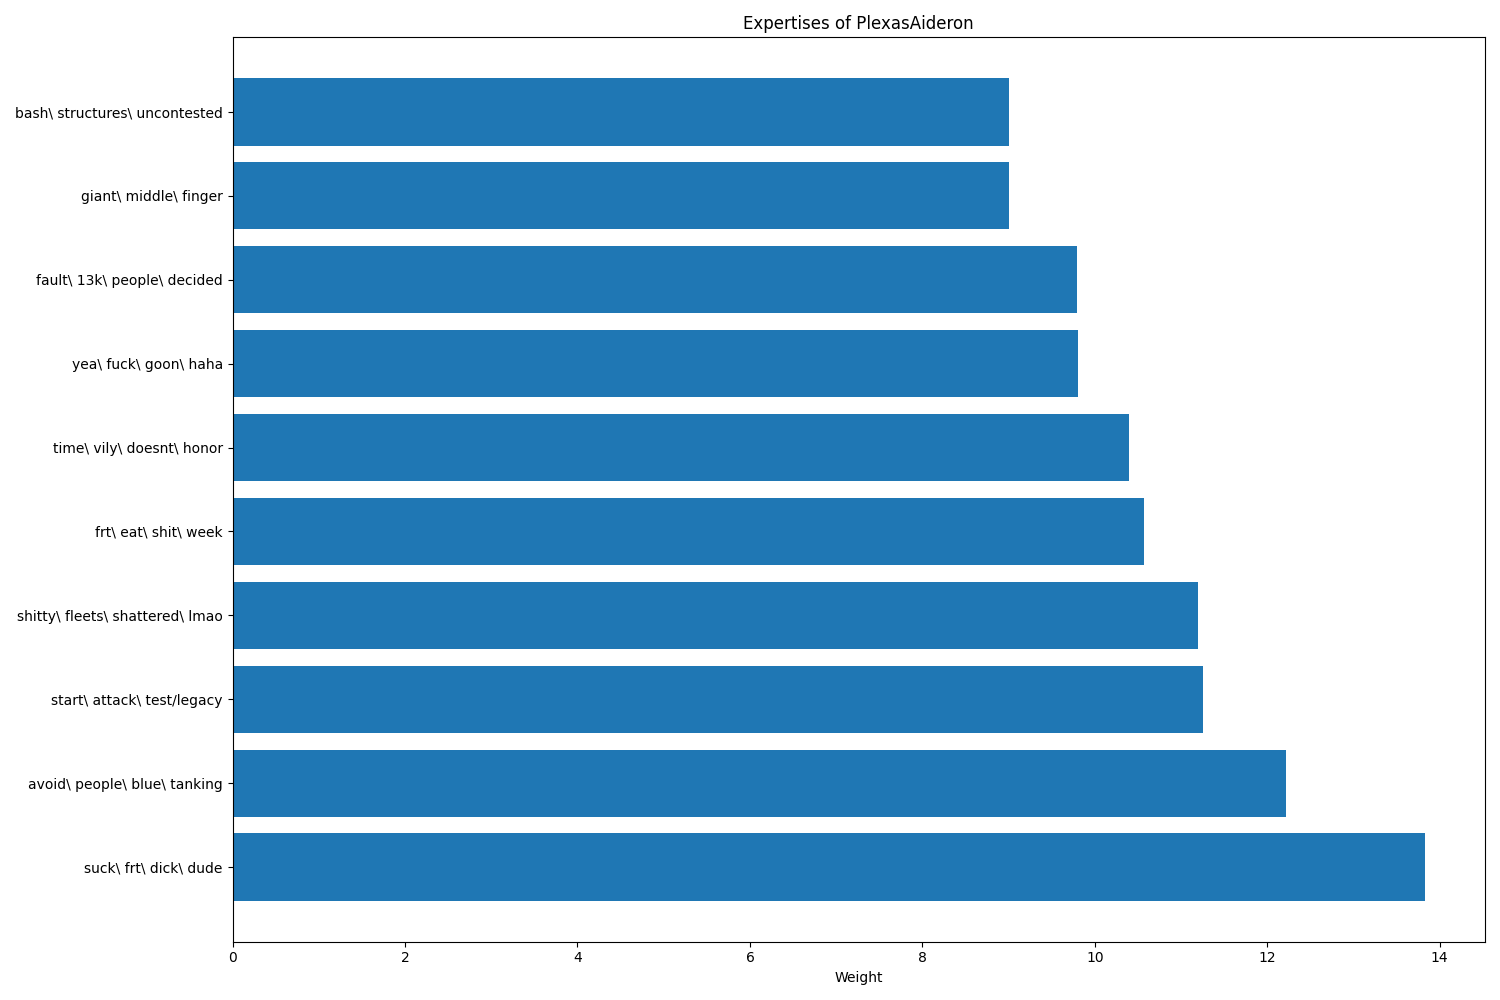 Expertises of PlexasAideron
bash\ structures\ uncontested
giant\ middle\ finger
fault\ 13k\ people\ decided
yea\ fuck\ goon\ haha
time\ vily\ doesnt\ honor
frt\ eat\ shit\ week
shitty\ fleets\ shattered\ lmao
start\ attack\ test/legacy
avoid\ people\ blue\ tanking
suck\ frt\ dick\ dude
0 2 4 6 8 10 12 14
Weight